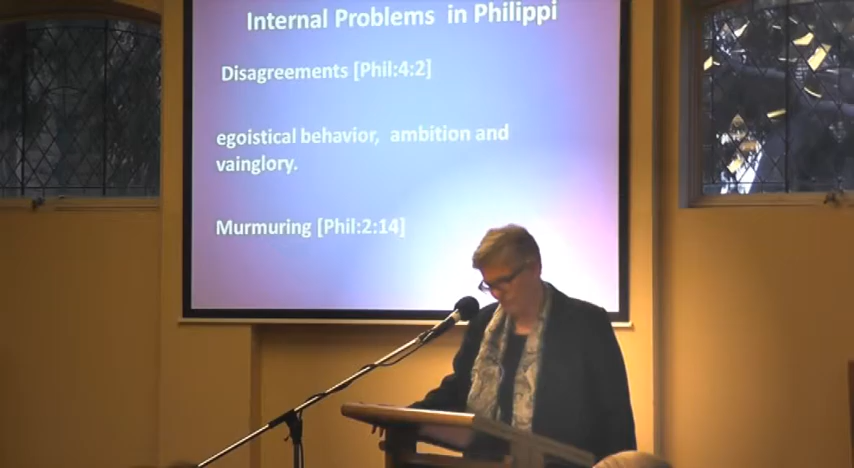 Internal Problems in Philippi
Disagreements [Phil:4:2]
egoistical behavior, ambition and
vainglory.
Murmuring [Phil:2:14]